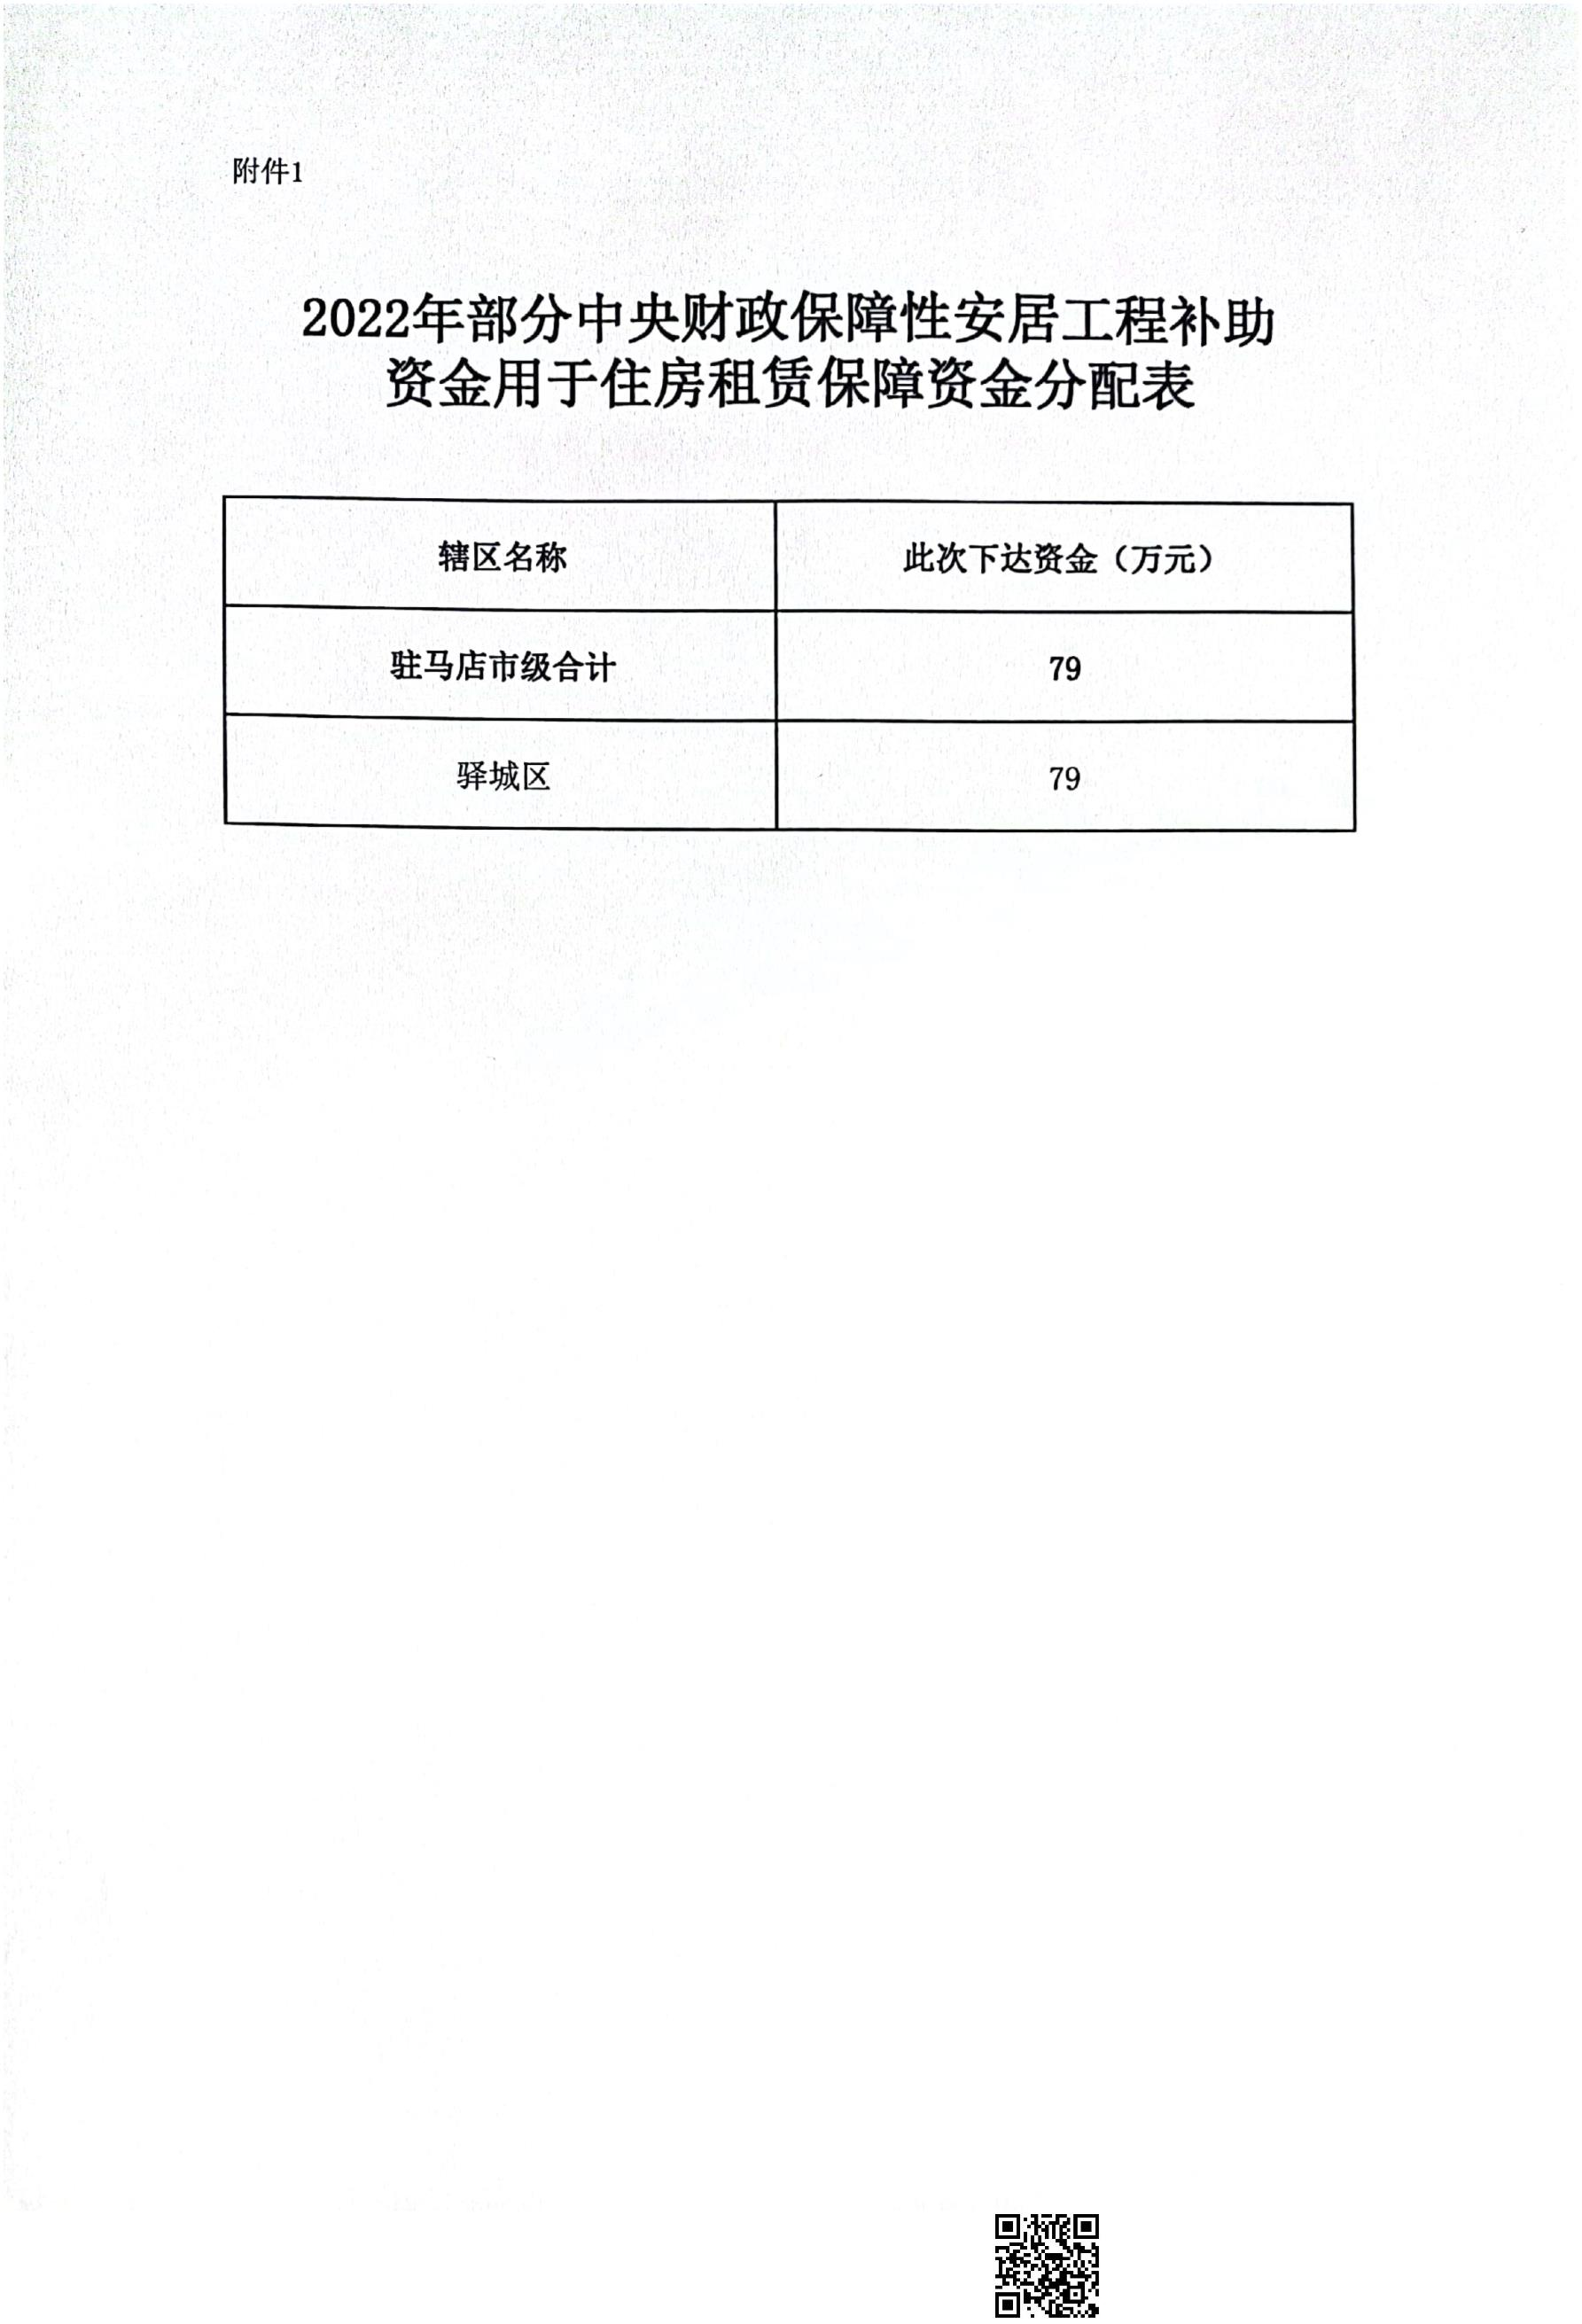 附件1
2022年部分中央财政保障性安居工程补助
资金用于住房租赁保障资金分配表
辖区名称 此次下达资金（万元）
驻马店市级合计 79
驿城区 79